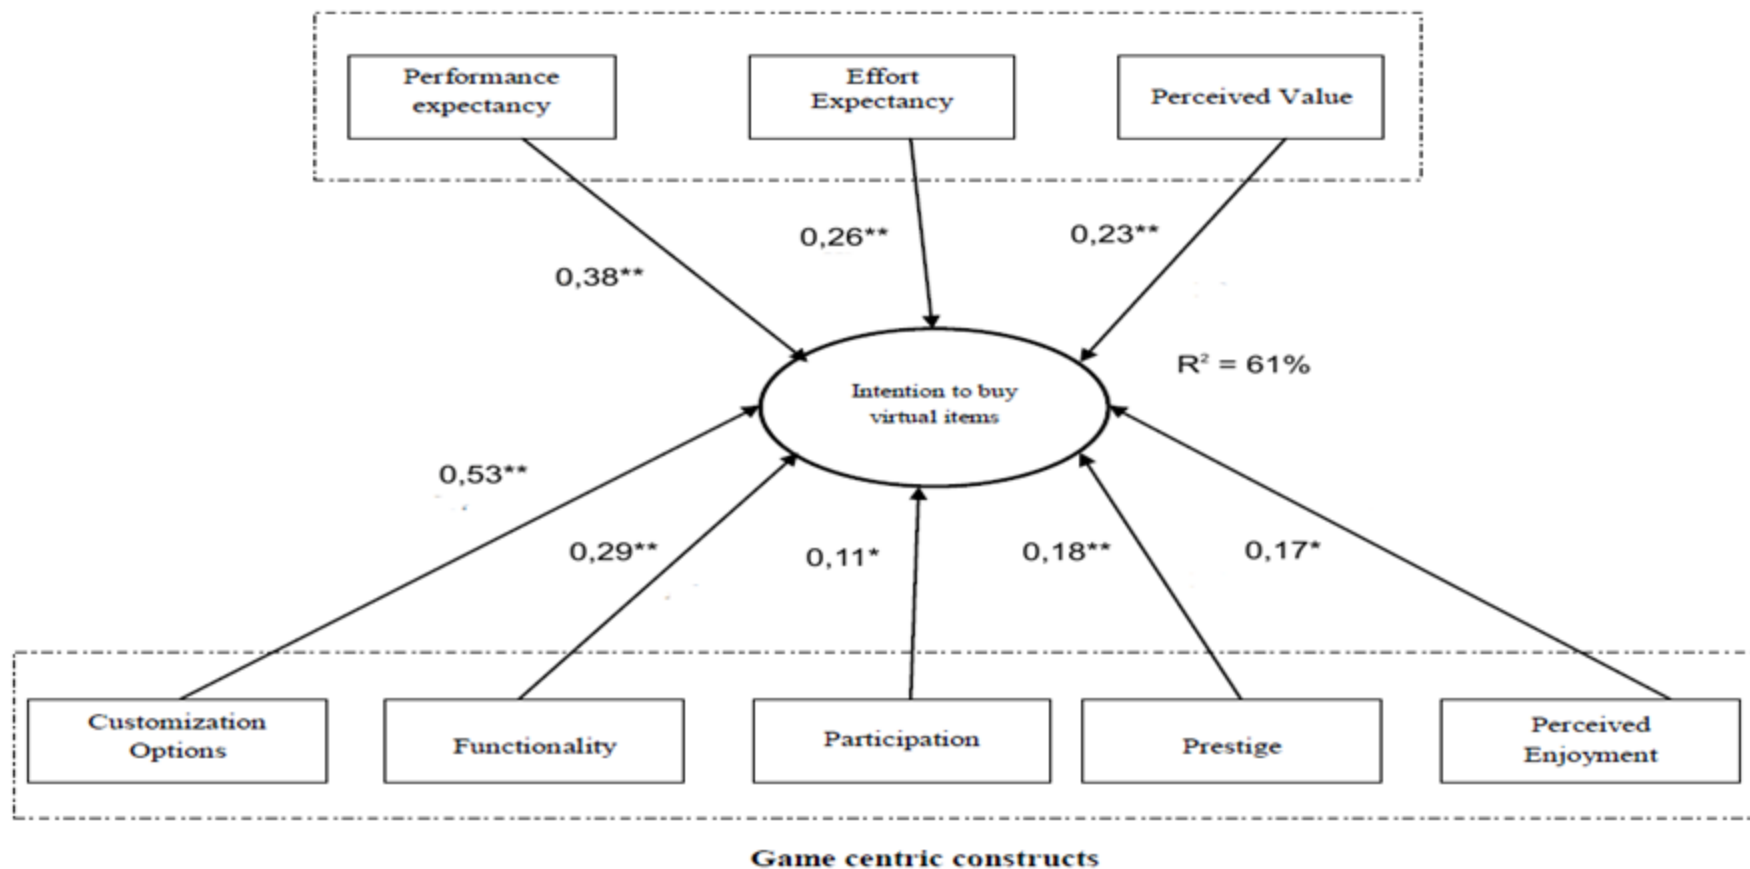 Performance
expectancy
Effort
Expectancy
Perceived Value
0,26**
0,23**
0,38**
R² = 61%
Intention to buy
virtual items
0,53**
0,29**
0,11*
0,18**
0,17*
Customization
Options
Functionality
Participation
Prestige
Perceived
Enjoyment
Game centric constructs